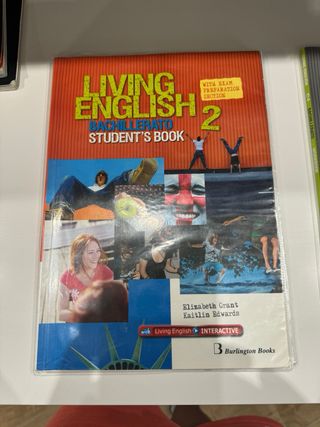 LIVING
ENGLISH 2
BACHILLERATO
STUDENT'S BOOK
WITH EXAM
PREPARATION
SECTION
Elizabeth Grant
Kaitlin Edwards
with Living English INTERACTIVE
B Burlington Books